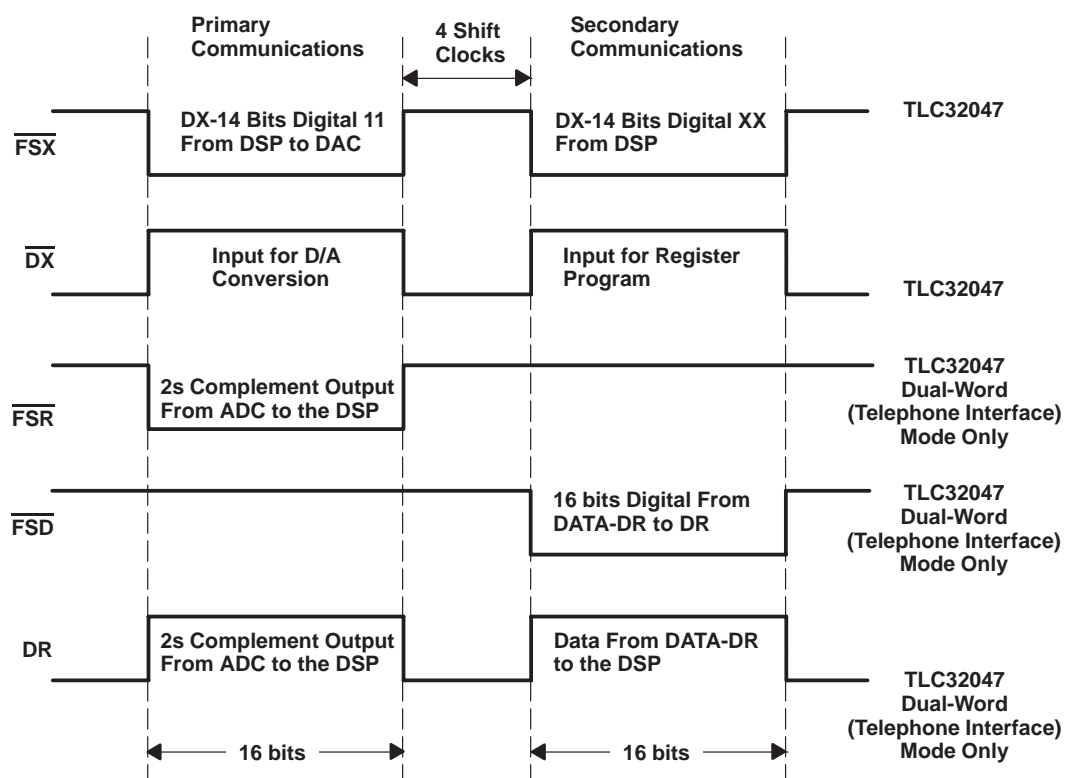 Primary
Communications
4 Shift
Clocks
Secondary
Communications
FSX
DX-14 Bits Digital 11
From DSP to DAC
DX-14 Bits Digital XX
From DSP
TLC32047
DX
Input for D/A
Conversion
Input for Register
Program
TLC32047
FSR
2s Complement Output
From ADC to the DSP
TLC32047
Dual-Word
(Telephone Interface)
Mode Only
FSD
16 bits Digital From
DATA-DR to DR
TLC32047
Dual-Word
(Telephone Interface)
Mode Only
DR
2s Complement Output
From ADC to the DSP
Data From DATA-DR
to the DSP
TLC32047
Dual-Word
(Telephone Interface)
Mode Only
16 bits
16 bits